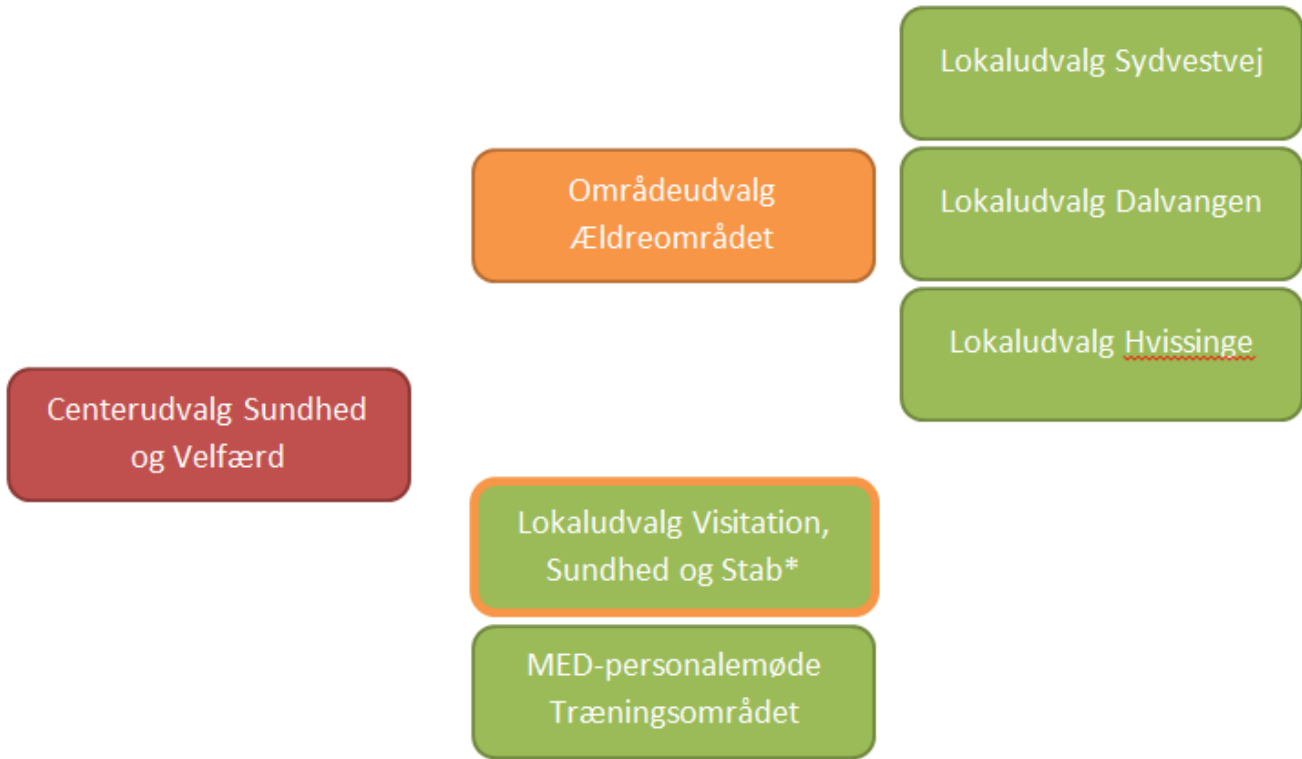 Lokaludvalg Sydvestvej
Områdeudvalg
Ældreområdet
Lokaludvalg Dalvangen
Lokaludvalg Hvissinge
Centerudvalg Sundhed
og Velfærd
Lokaludvalg Visitation,
Sundhed og Stab*
MED-personalemøde
Træningsområdet